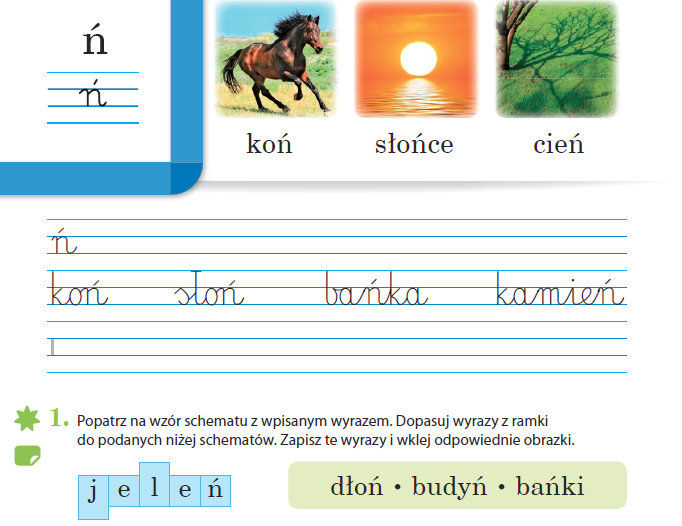 ń
ń
koń słońce cień
ń
koń słoń bańka kamień
1. Popatrz na wzór schematu z wpisanym wyrazem. Dopasuj wyrazy z ramki
do podanych niżej schematów. Zapisz te wyrazy i wklej odpowiednie obrazki.
jeleń dłoń • budyń • bańki